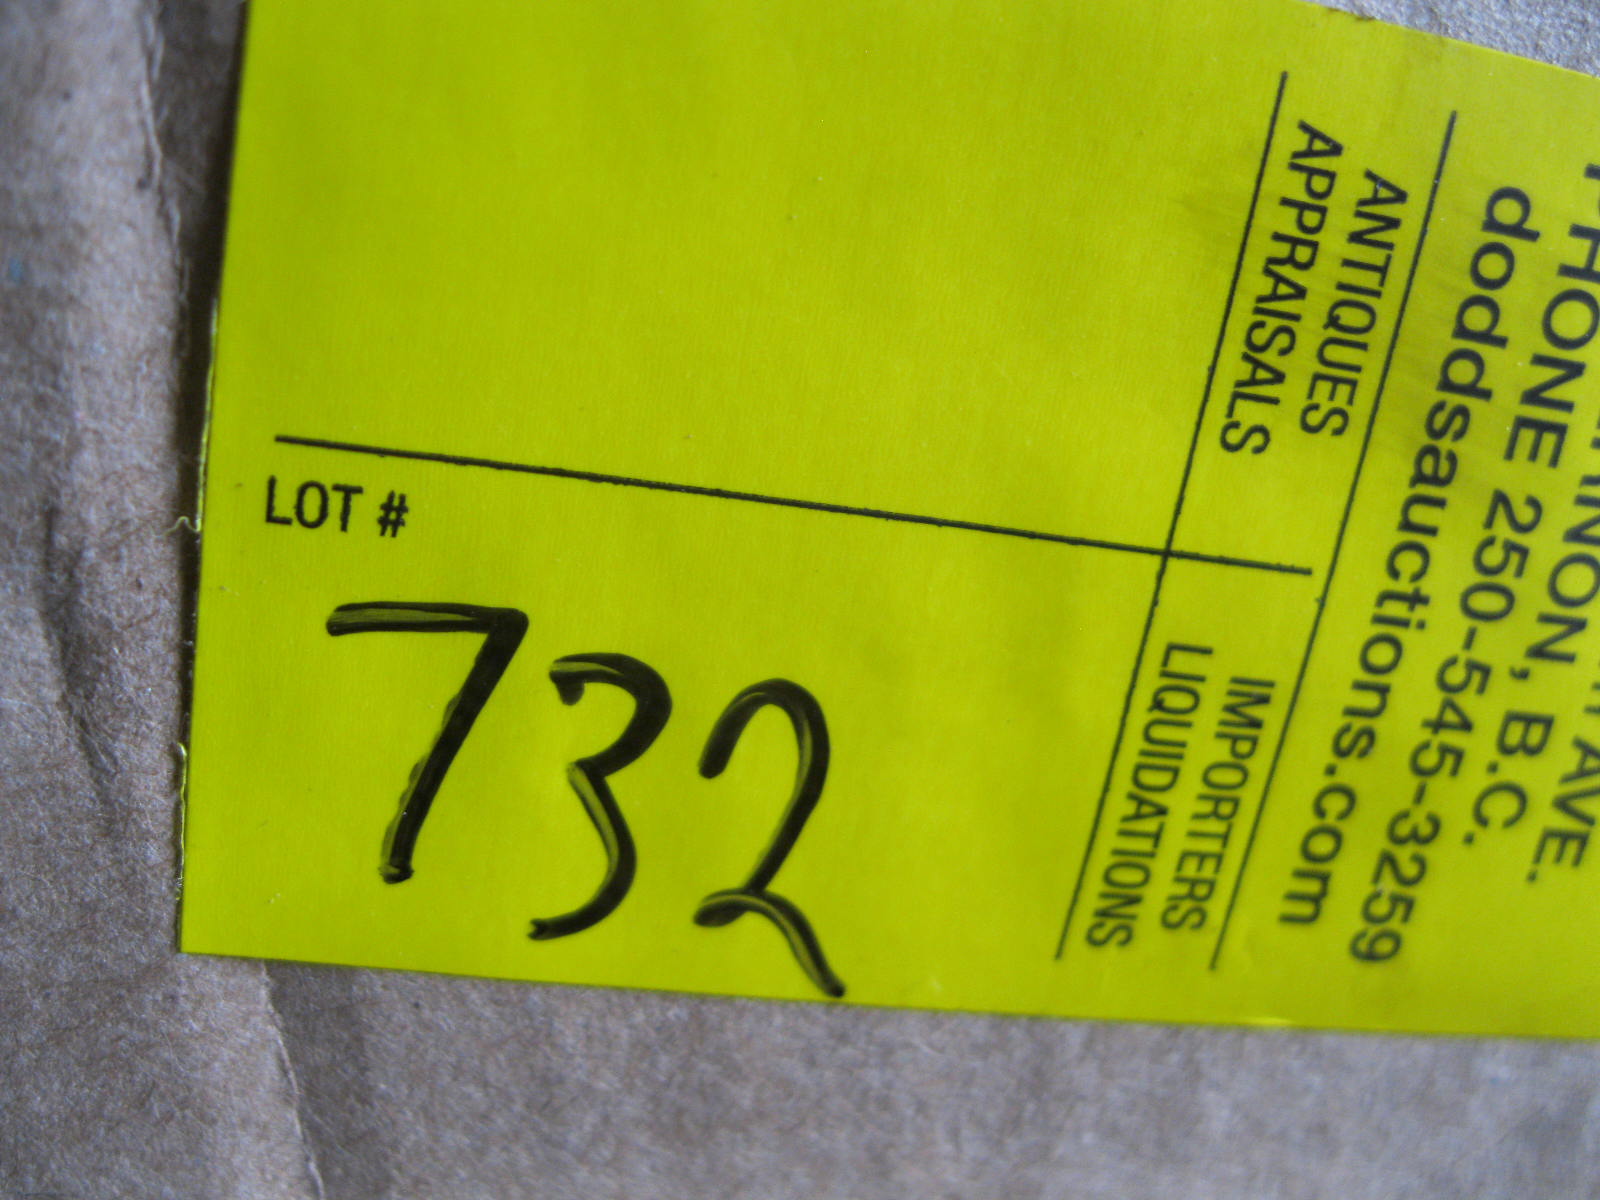 PHONE 250-545-3259
doddsauctions.com
ANTIQUES
APPRAISALS
IMPORTERS
LIQUIDATIONS
LOT #
732